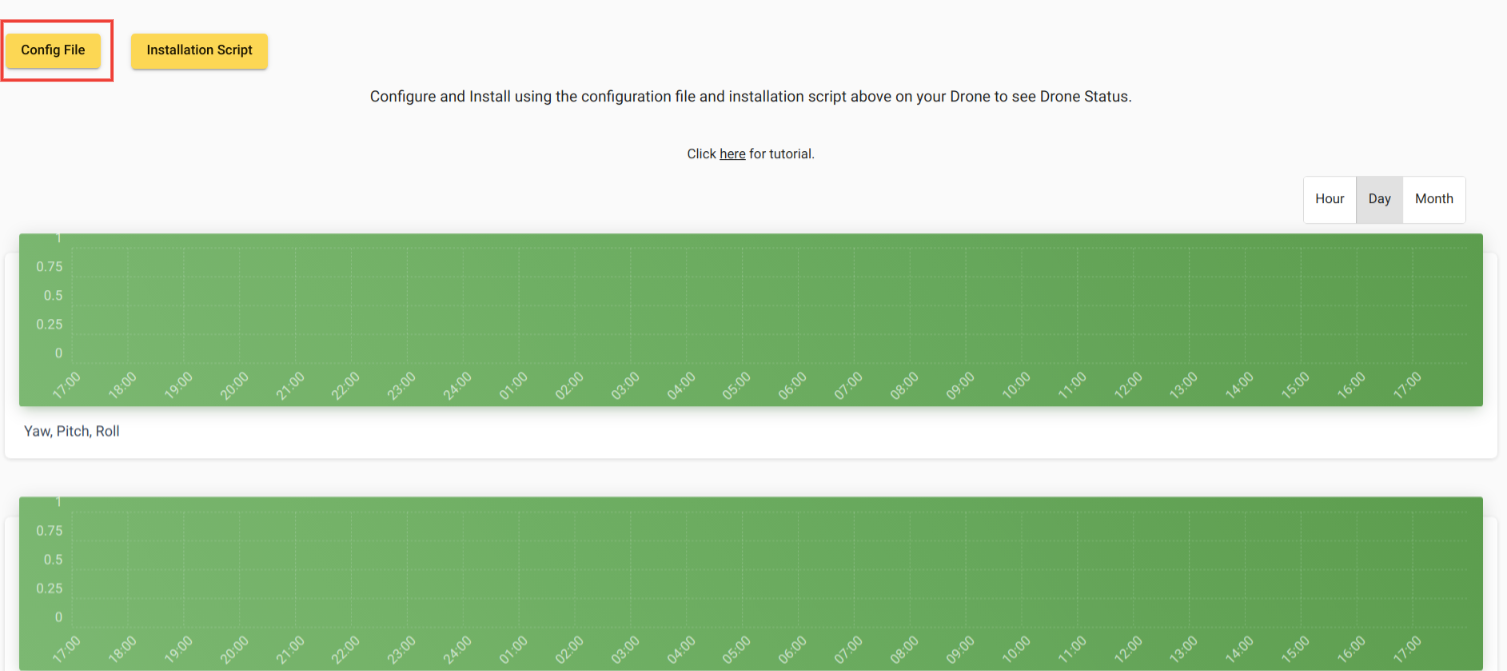 Config File
Installation Script
Configure and Install using the configuration file and installation script above on your Drone to see Drone Status.
Click here for tutorial.
Hour Day Month
1
0.75
0.5
0.25
0
17:00 18:00 19:00 20:00 21:00 22:00 23:00 24:00 01:00 02:00 03:00 04:00 05:00 06:00 07:00 08:00 09:00 10:00 11:00 12:00 13:00 14:00 15:00 16:00 17:00
Yaw, Pitch, Roll
1
0.75
0.5
0.25
0
17:00 18:00 19:00 20:00 21:00 22:00 23:00 24:00 01:00 02:00 03:00 04:00 05:00 06:00 07:00 08:00 09:00 10:00 11:00 12:00 13:00 14:00 15:00 16:00 17:00